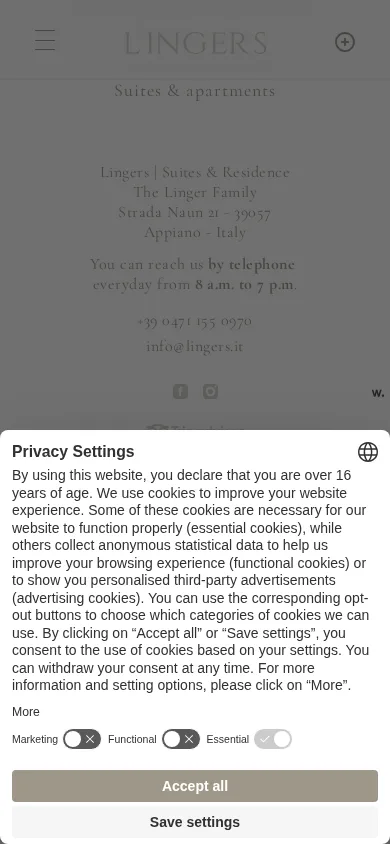 LINGERS
Suites & apartments
Lingers | Suites & Residence
The Linger Family
Strada Naun 21 - 39057
Appiano - Italy
You can reach us by telephone
everyday from 8 a.m. to 7 p.m.
+39 0471 155 0970
info@lingers.it
w.
Privacy Settings
By using this website, you declare that you are over 16
years of age. We use cookies to improve your website
experience. Some of these cookies are necessary for our
website to function properly (essential cookies), while
others collect anonymous statistical data to help us
improve your browsing experience (functional cookies) or
to show you personalised third-party advertisements
(advertising cookies). You can use the corresponding opt-
out buttons to choose which categories of cookies we can
use. By clicking on “Accept all” or “Save settings”, you
consent to the use of cookies based on your settings. You
can withdraw your consent at any time. For more
information and setting options, please click on “More”.
More
Marketing Functional Essential
Accept all
Save settings